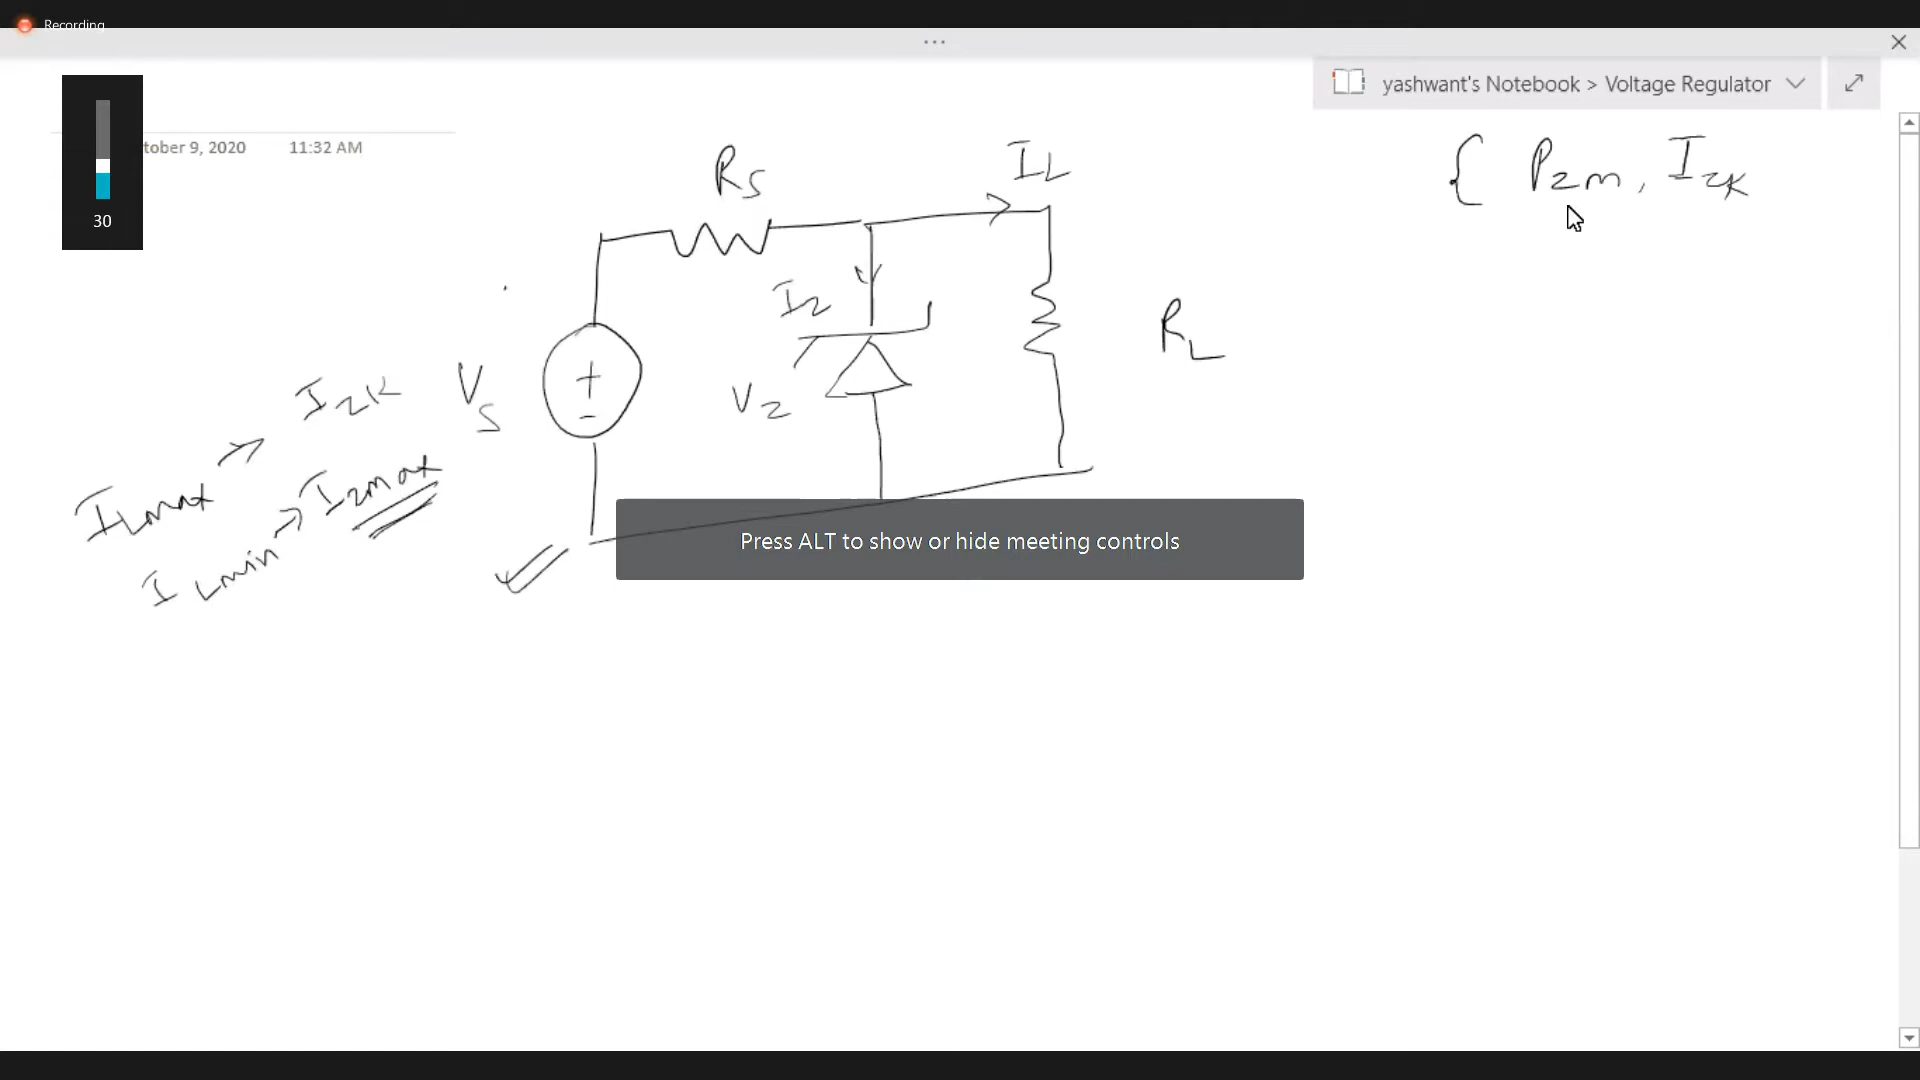 Recording
...
yashwant's Notebook > Voltage Regulator
tober 9, 2020 11:32 AM
30
{ PZm, IZK
RS
IL
IZ
RL
VZ
VS
+
-
ILmax → IZK
ILmin → IZmax
Press ALT to show or hide meeting controls